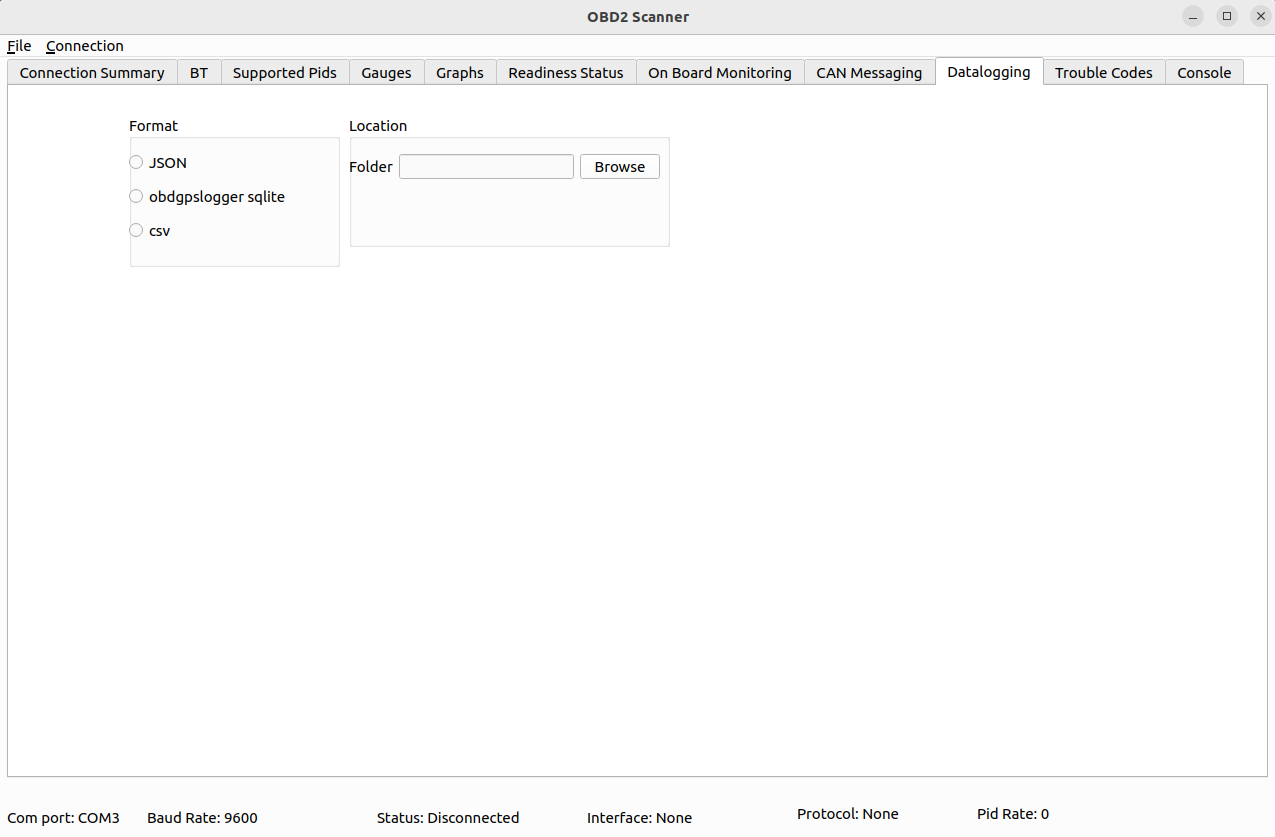 OBD2 Scanner
File Connection
Connection Summary BT Supported Pids Gauges Graphs Readiness Status On Board Monitoring CAN Messaging Datalogging Trouble Codes Console
Format Location
JSON
Folder Browse
obdgpslogger sqlite
csv
Com port: COM3 Baud Rate: 9600 Status: Disconnected Interface: None Protocol: None Pid Rate: 0